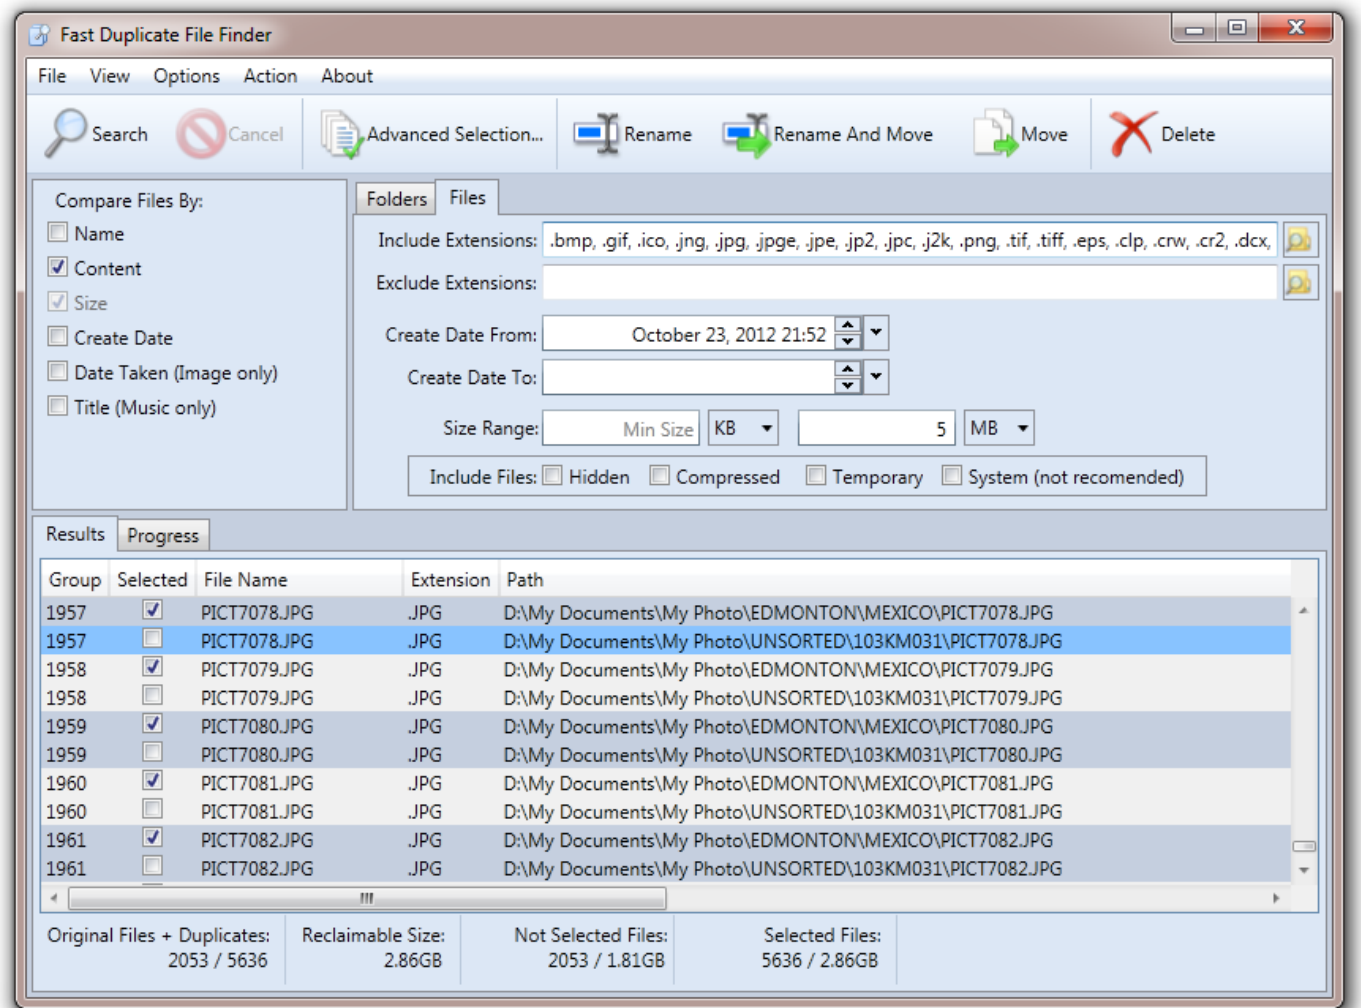 Fast Duplicate File Finder
File View Options Action About
Search Cancel Advanced Selection... Rename Rename And Move Move Delete
Compare Files By:
Name
Content
Size
Create Date
Date Taken (Image only)
Title (Music only)
Folders Files
Include Extensions: .bmp, .gif, .ico, .jng, .jpg, .jpge, .jpe, .jp2, .jpc, .j2k, .png, .tif, .tiff, .eps, .clp, .crw, .cr2, .dcx,
Exclude Extensions:
Create Date From: October 23, 2012 21:52
Create Date To:
Size Range: Min Size KB 5 MB
Include Files: Hidden Compressed Temporary System (not recomended)
Results Progress
Group Selected File Name Extension Path
1957 PICT7078.JPG .JPG D:\My Documents\My Photo\EDMONTON\MEXICO\PICT7078.JPG
1957 PICT7078.JPG .JPG D:\My Documents\My Photo\UNSORTED\103KM031\PICT7078.JPG
1958 PICT7079.JPG .JPG D:\My Documents\My Photo\EDMONTON\MEXICO\PICT7079.JPG
1958 PICT7079.JPG .JPG D:\My Documents\My Photo\UNSORTED\103KM031\PICT7079.JPG
1959 PICT7080.JPG .JPG D:\My Documents\My Photo\EDMONTON\MEXICO\PICT7080.JPG
1959 PICT7080.JPG .JPG D:\My Documents\My Photo\UNSORTED\103KM031\PICT7080.JPG
1960 PICT7081.JPG .JPG D:\My Documents\My Photo\EDMONTON\MEXICO\PICT7081.JPG
1960 PICT7081.JPG .JPG D:\My Documents\My Photo\UNSORTED\103KM031\PICT7081.JPG
1961 PICT7082.JPG .JPG D:\My Documents\My Photo\EDMONTON\MEXICO\PICT7082.JPG
1961 PICT7082.JPG .JPG D:\My Documents\My Photo\UNSORTED\103KM031\PICT7082.JPG
Original Files + Duplicates: Reclaimable Size: Not Selected Files: Selected Files:
2053 / 5636 2.86GB 2053 / 1.81GB 5636 / 2.86GB